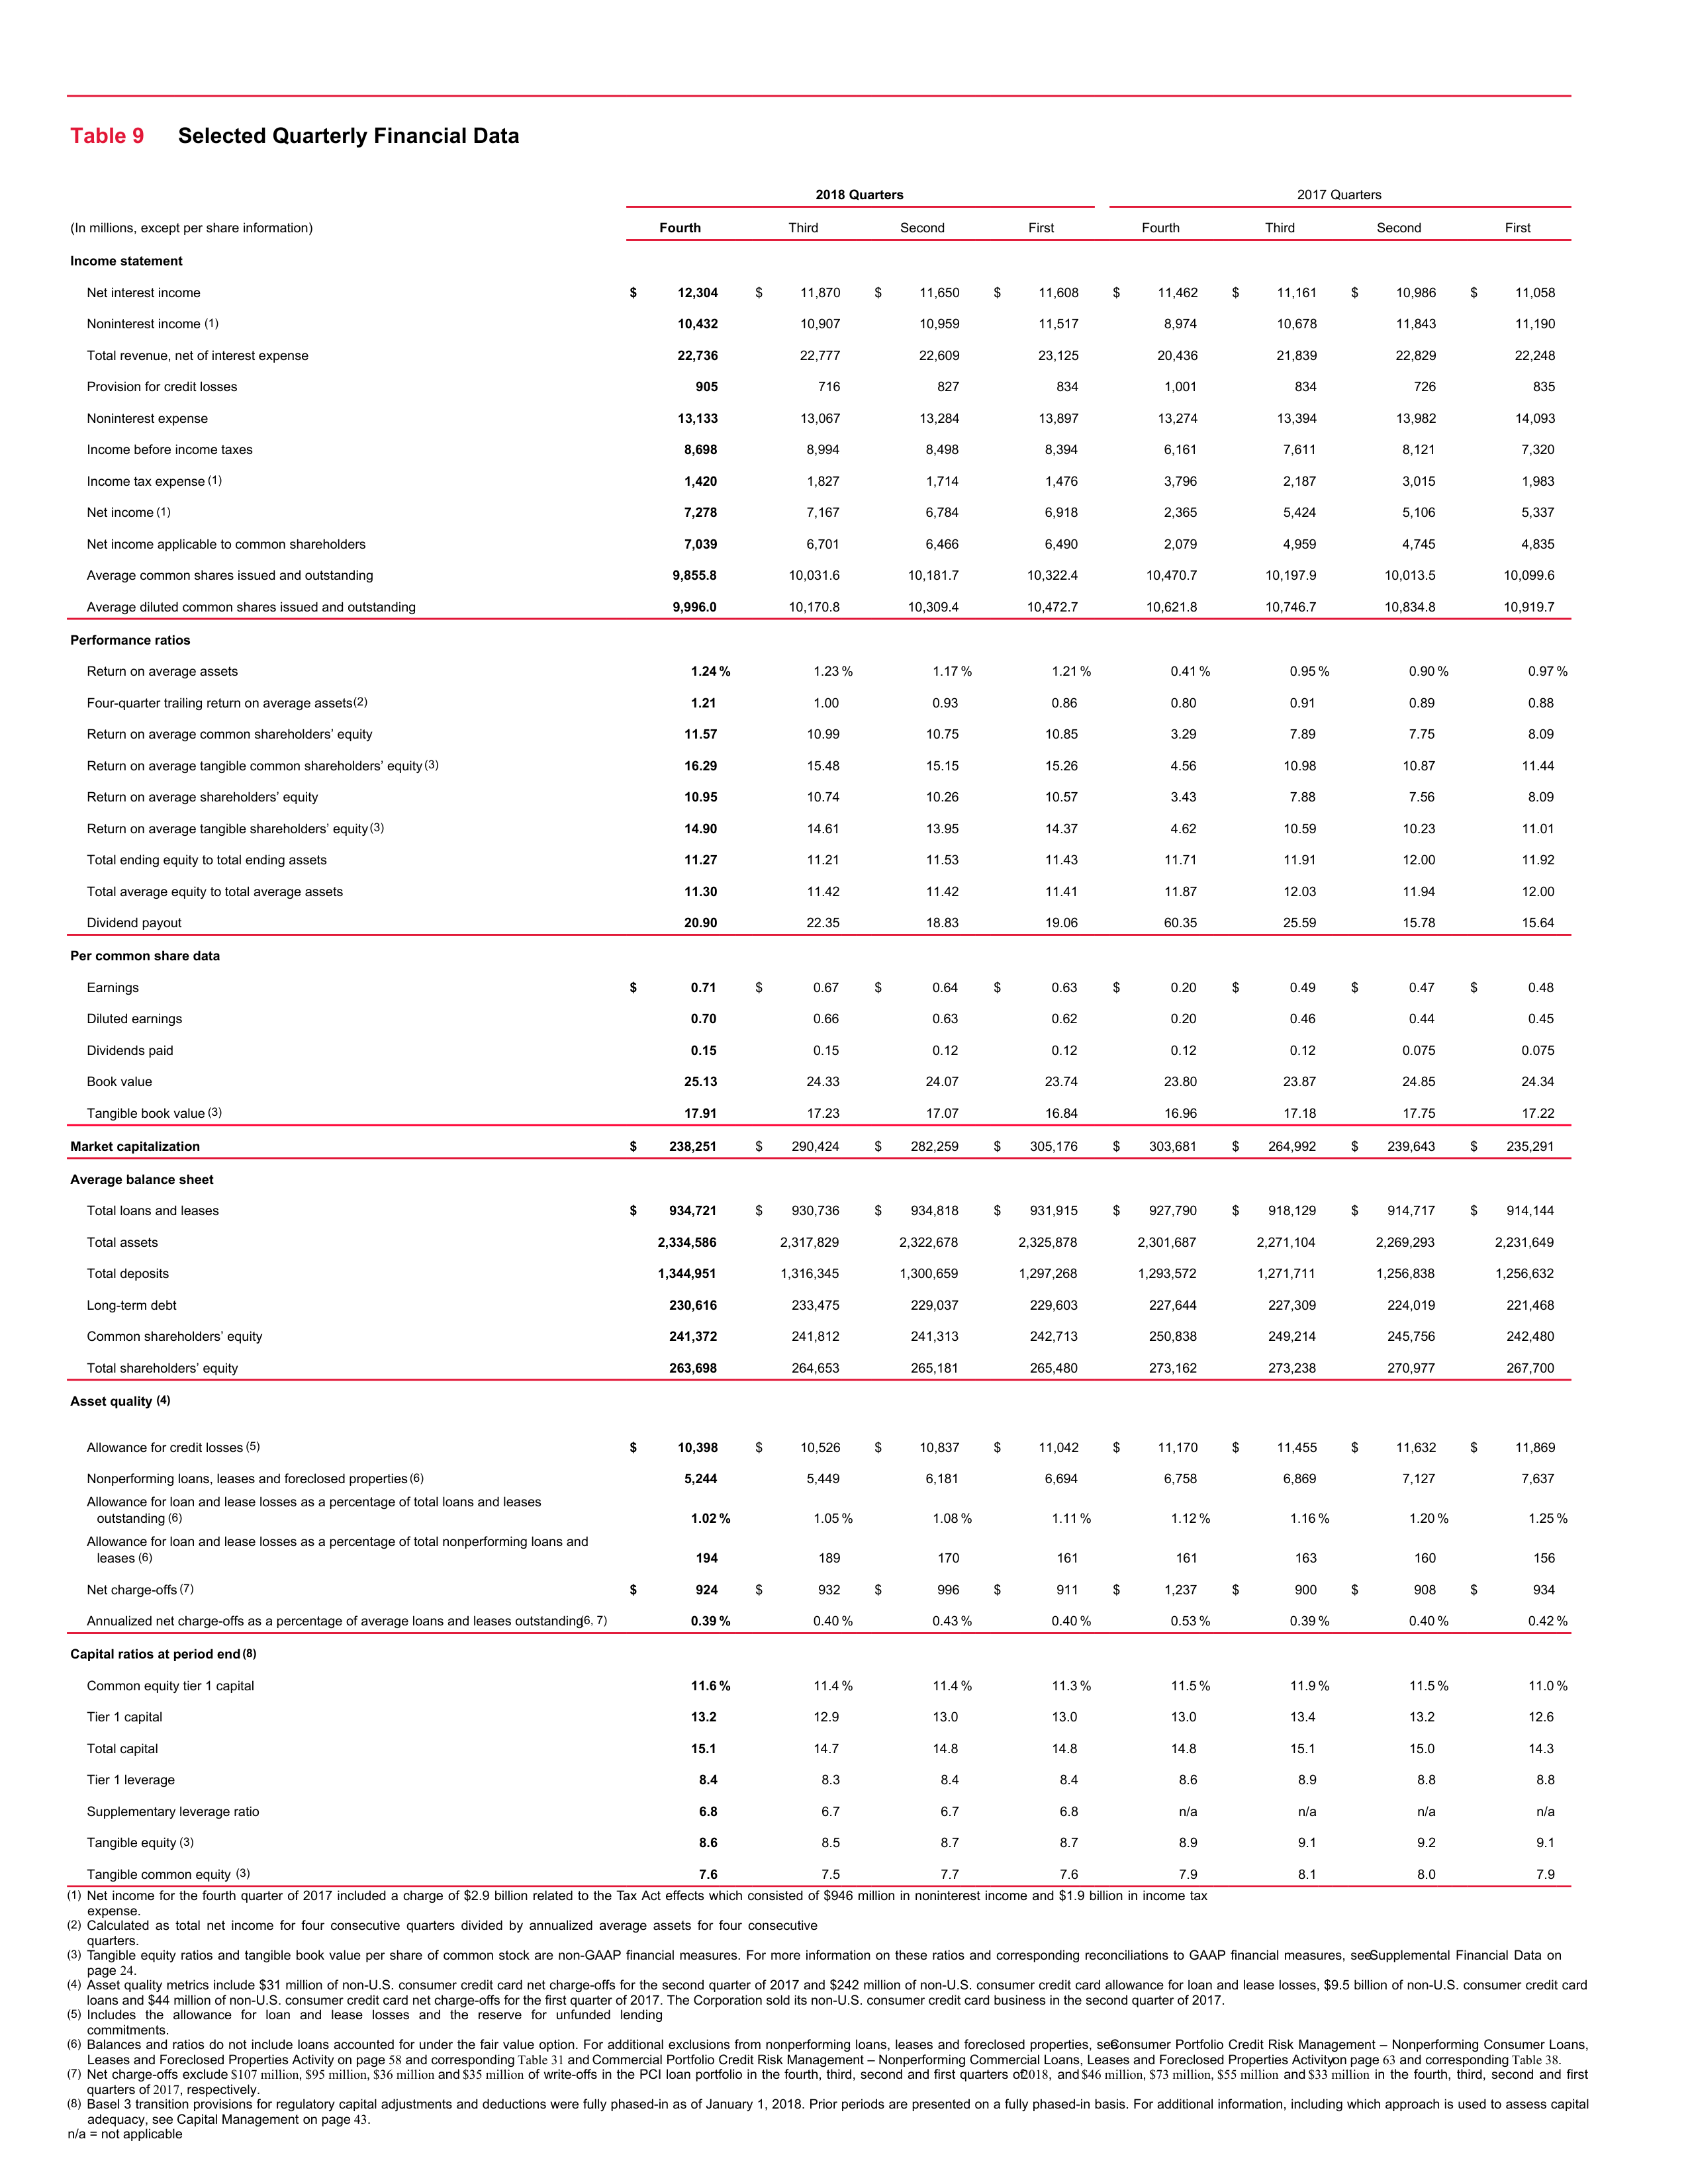 Table 9 Selected Quarterly Financial Data
2018 Quarters 2017 Quarters
(In millions, except per share information) Fourth Third Second First Fourth Third Second First
Income statement
Net interest income $ 12,304 $ 11,870 $ 11,650 $ 11,608 $ 11,462 $ 11,161 $ 10,986 $ 11,058
Noninterest income (1) 10,432 10,907 10,959 11,517 8,974 10,678 11,843 11,190
Total revenue, net of interest expense 22,736 22,777 22,609 23,125 20,436 21,839 22,829 22,248
Provision for credit losses 905 716 827 834 1,001 834 726 835
Noninterest expense 13,133 13,067 13,284 13,897 13,274 13,394 13,982 14,093
Income before income taxes 8,698 8,994 8,498 8,394 6,161 7,611 8,121 7,320
Income tax expense (1) 1,420 1,827 1,714 1,476 3,796 2,187 3,015 1,983
Net income (1) 7,278 7,167 6,784 6,918 2,365 5,424 5,106 5,337
Net income applicable to common shareholders 7,039 6,701 6,466 6,490 2,079 4,959 4,745 4,835
Average common shares issued and outstanding 9,855.8 10,031.6 10,181.7 10,322.4 10,470.7 10,197.9 10,013.5 10,099.6
Average diluted common shares issued and outstanding 9,996.0 10,170.8 10,309.4 10,472.7 10,621.8 10,746.7 10,834.8 10,919.7
Performance ratios
Return on average assets 1.24 % 1.23 % 1.17 % 1.21 % 0.41 % 0.95 % 0.90 % 0.97 %
Four-quarter trailing return on average assets(2) 1.21 1.00 0.93 0.86 0.80 0.91 0.89 0.88
Return on average common shareholders’ equity 11.57 10.99 10.75 10.85 3.29 7.89 7.75 8.09
Return on average tangible common shareholders’ equity (3) 16.29 15.48 15.15 15.26 4.56 10.98 10.87 11.44
Return on average shareholders’ equity 10.95 10.74 10.26 10.57 3.43 7.88 7.56 8.09
Return on average tangible shareholders’ equity (3) 14.90 14.61 13.95 14.37 4.62 10.59 10.23 11.01
Total ending equity to total ending assets 11.27 11.21 11.53 11.43 11.71 11.91 12.00 11.92
Total average equity to total average assets 11.30 11.42 11.42 11.41 11.87 12.03 11.94 12.00
Dividend payout 20.90 22.35 18.83 19.06 60.35 25.59 15.78 15.64
Per common share data
Earnings $ 0.71 $ 0.67 $ 0.64 $ 0.63 $ 0.20 $ 0.49 $ 0.47 $ 0.48
Diluted earnings 0.70 0.66 0.63 0.62 0.20 0.46 0.44 0.45
Dividends paid 0.15 0.15 0.12 0.12 0.12 0.12 0.075 0.075
Book value 25.13 24.33 24.07 23.74 23.80 23.87 24.85 24.34
Tangible book value (3) 17.91 17.23 17.07 16.84 16.96 17.18 17.75 17.22
Market capitalization $ 238,251 $ 290,424 $ 282,259 $ 305,176 $ 303,681 $ 264,992 $ 239,643 $ 235,291
Average balance sheet
Total loans and leases $ 934,721 $ 930,736 $ 934,818 $ 931,915 $ 927,790 $ 918,129 $ 914,717 $ 914,144
Total assets 2,334,586 2,317,829 2,322,678 2,325,878 2,301,687 2,271,104 2,269,293 2,231,649
Total deposits 1,344,951 1,316,345 1,300,659 1,297,268 1,293,572 1,271,711 1,256,838 1,256,632
Long-term debt 230,616 233,475 229,037 229,603 227,644 227,309 224,019 221,468
Common shareholders’ equity 241,372 241,812 241,313 242,713 250,838 249,214 245,756 242,480
Total shareholders’ equity 263,698 264,653 265,181 265,480 273,162 273,238 270,977 267,700
Asset quality (4)
Allowance for credit losses (5) $ 10,398 $ 10,526 $ 10,837 $ 11,042 $ 11,170 $ 11,455 $ 11,632 $ 11,869
Nonperforming loans, leases and foreclosed properties (6) 5,244 5,449 6,181 6,694 6,758 6,869 7,127 7,637
Allowance for loan and lease losses as a percentage of total loans and leases
outstanding (6) 1.02 % 1.05 % 1.08 % 1.11 % 1.12 % 1.16 % 1.20 % 1.25 %
Allowance for loan and lease losses as a percentage of total nonperforming loans and
leases (6) 194 189 170 161 161 163 160 156
Net charge-offs (7) $ 924 $ 932 $ 996 $ 911 $ 1,237 $ 900 $ 908 $ 934
Annualized net charge-offs as a percentage of average loans and leases outstanding(6, 7) 0.39 % 0.40 % 0.43 % 0.40 % 0.53 % 0.39 % 0.40 % 0.42 %
Capital ratios at period end (8)
Common equity tier 1 capital 11.6 % 11.4 % 11.4 % 11.3 % 11.5 % 11.9 % 11.5 % 11.0 %
Tier 1 capital 13.2 12.9 13.0 13.0 13.0 13.4 13.2 12.6
Total capital 15.1 14.7 14.8 14.8 14.8 15.1 15.0 14.3
Tier 1 leverage 8.4 8.3 8.4 8.4 8.6 8.9 8.8 8.8
Supplementary leverage ratio 6.8 6.7 6.7 6.8 n/a n/a n/a n/a
Tangible equity (3) 8.6 8.5 8.7 8.7 8.9 9.1 9.2 9.1
Tangible common equity (3) 7.6 7.5 7.7 7.6 7.9 8.1 8.0 7.9
(1) Net income for the fourth quarter of 2017 included a charge of $2.9 billion related to the Tax Act effects which consisted of $946 million in noninterest income and $1.9 billion in income tax
expense.
(2) Calculated as total net income for four consecutive quarters divided by annualized average assets for four consecutive
quarters.
(3) Tangible equity ratios and tangible book value per share of common stock are non-GAAP financial measures. For more information on these ratios and corresponding reconciliations to GAAP financial measures, see Supplemental Financial Data on
page 24.
(4) Asset quality metrics include $31 million of non-U.S. consumer credit card net charge-offs for the second quarter of 2017 and $242 million of non-U.S. consumer credit card allowance for loan and lease losses, $9.5 billion of non-U.S. consumer credit card
loans and $44 million of non-U.S. consumer credit card net charge-offs for the first quarter of 2017. The Corporation sold its non-U.S. consumer credit card business in the second quarter of 2017.
(5) Includes the allowance for loan and lease losses and the reserve for unfunded lending
commitments.
(6) Balances and ratios do not include loans accounted for under the fair value option. For additional exclusions from nonperforming loans, leases and foreclosed properties, see Consumer Portfolio Credit Risk Management – Nonperforming Consumer Loans,
Leases and Foreclosed Properties Activity on page 58 and corresponding Table 31 and Commercial Portfolio Credit Risk Management – Nonperforming Commercial Loans, Leases and Foreclosed Properties Activity on page 63 and corresponding Table 38.
(7) Net charge-offs exclude $107 million, $95 million, $36 million and $35 million of write-offs in the PCI loan portfolio in the fourth, third, second and first quarters of 2018, and $46 million, $73 million, $55 million and $33 million in the fourth, third, second and first
quarters of 2017, respectively.
(8) Basel 3 transition provisions for regulatory capital adjustments and deductions were fully phased-in as of January 1, 2018. Prior periods are presented on a fully phased-in basis. For additional information, including which approach is used to assess capital
adequacy, see Capital Management on page 43.
n/a = not applicable